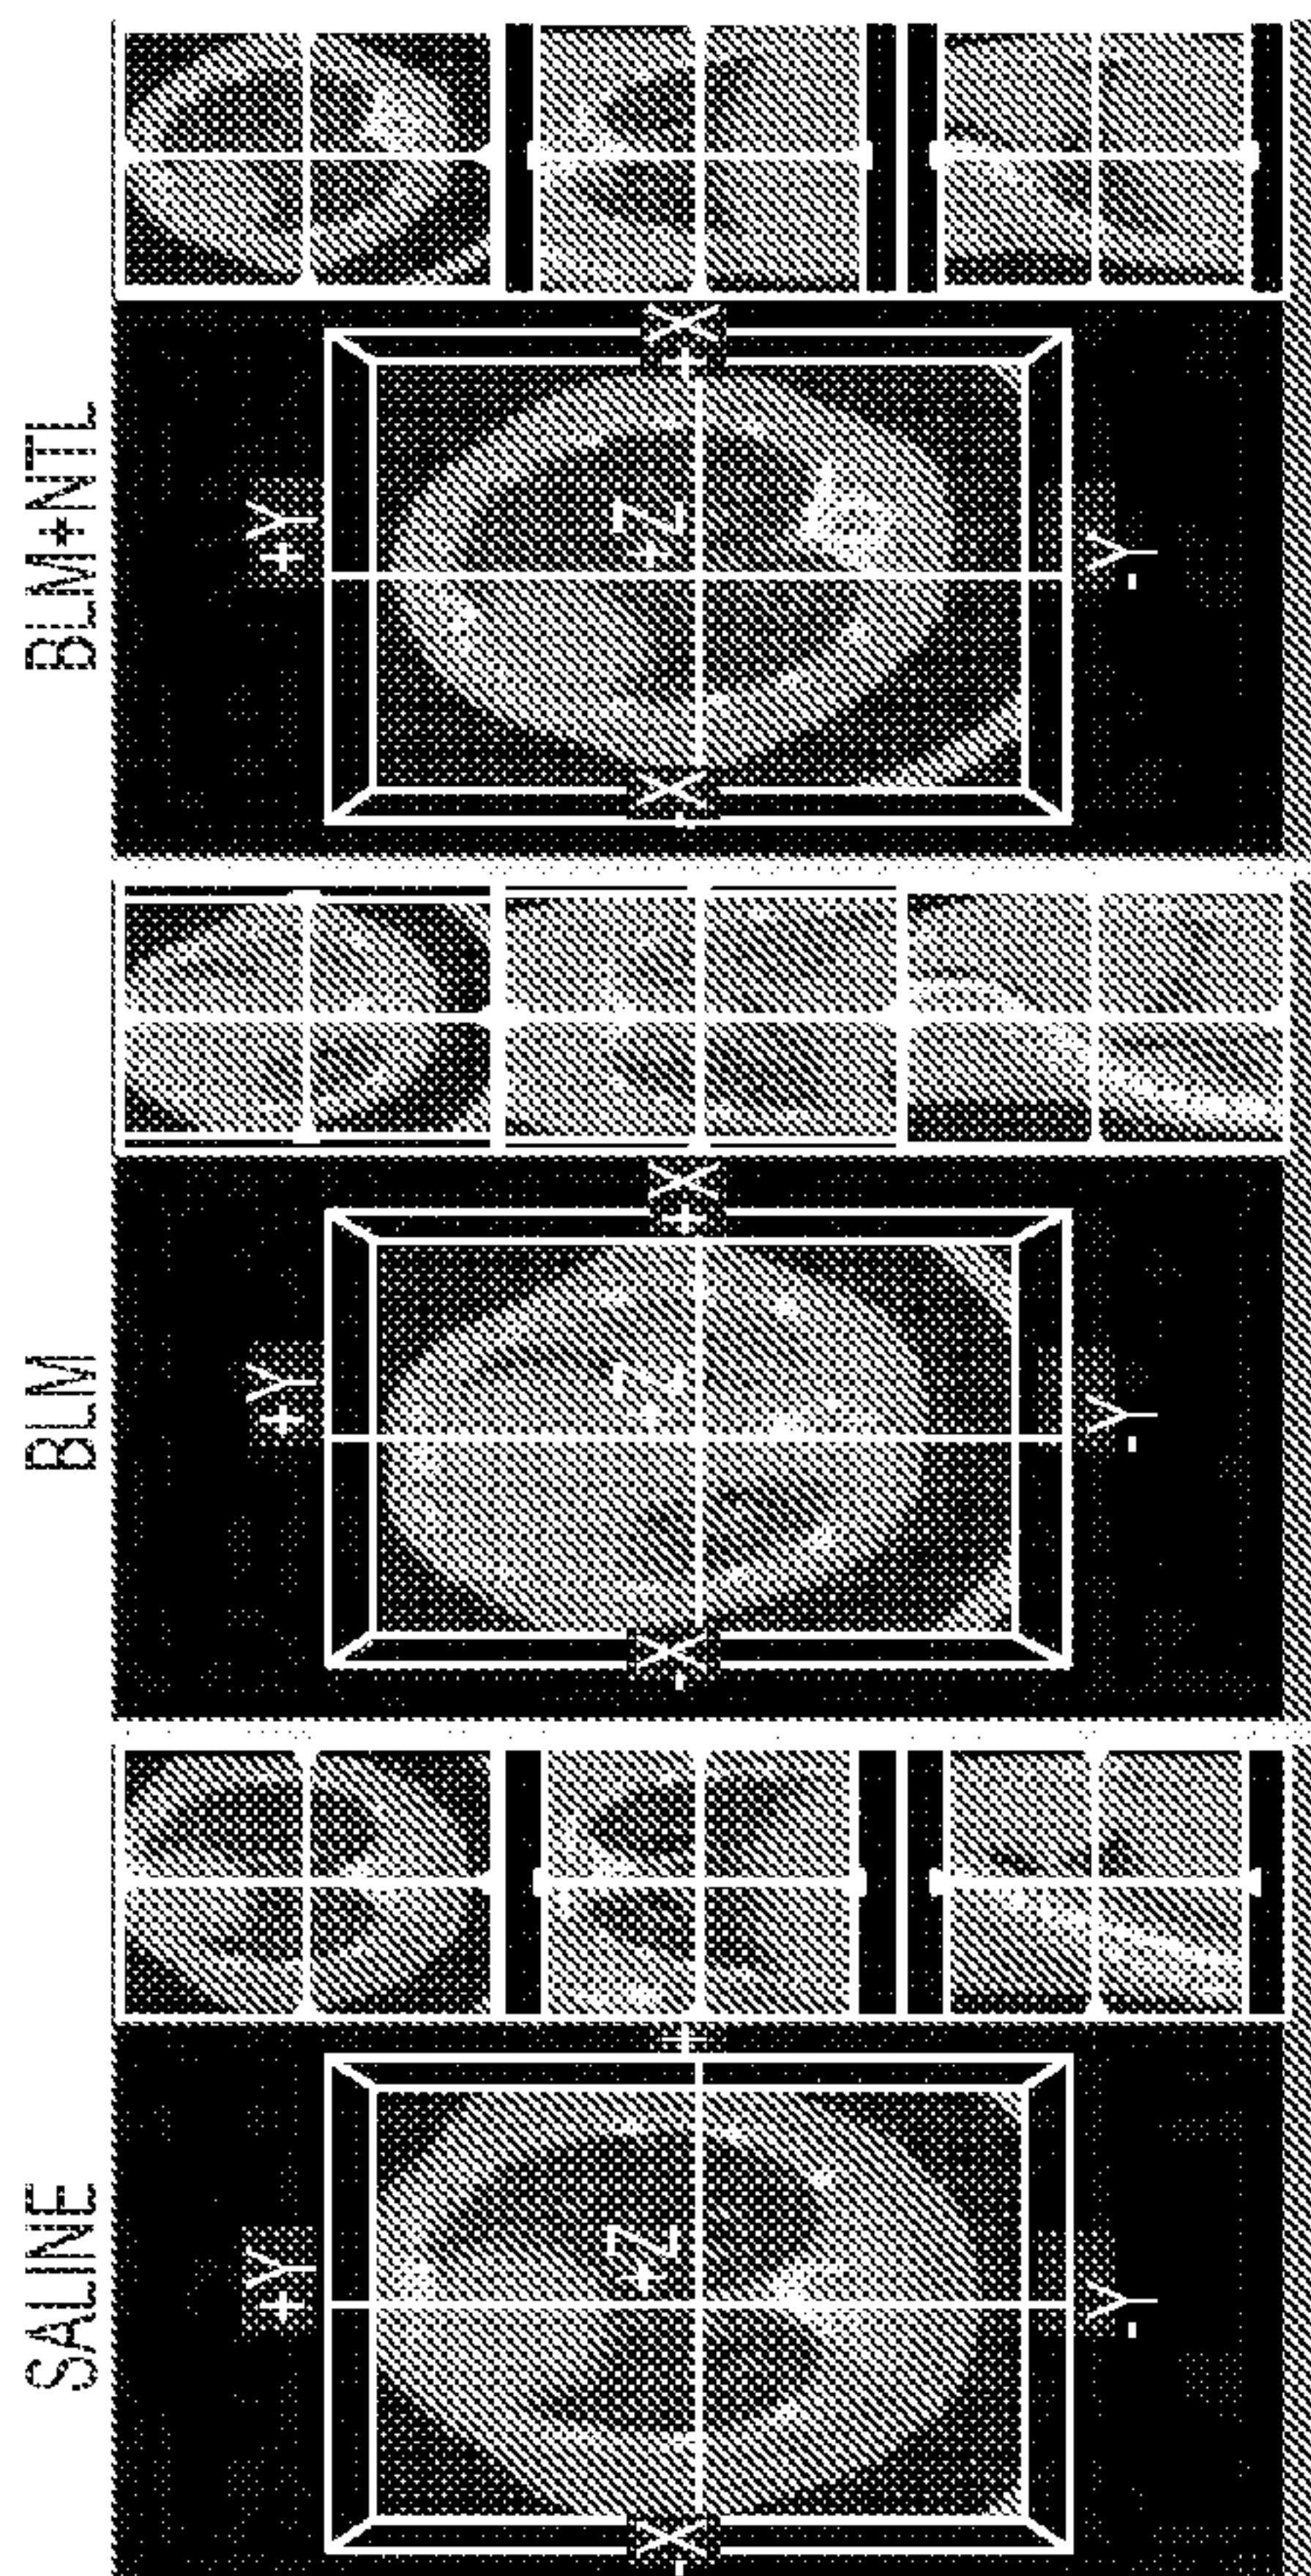 SALINE BLM BLM+NTL
+Y +Y +Y
-X +Z + -X +Z +X -X +Z +X
-Y -Y -Y